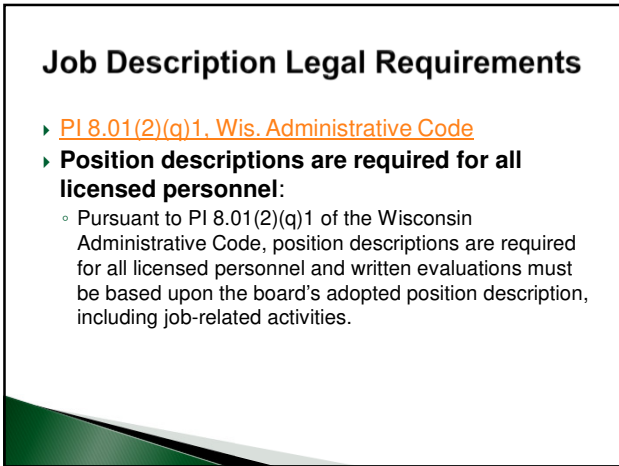 Job Description Legal Requirements
PI 8.01(2)(q)1, Wis. Administrative Code
Position descriptions are required for all
licensed personnel:
Pursuant to PI 8.01(2)(q)1 of the Wisconsin
Administrative Code, position descriptions are required
for all licensed personnel and written evaluations must
be based upon the board's adopted position description,
including job-related activities.